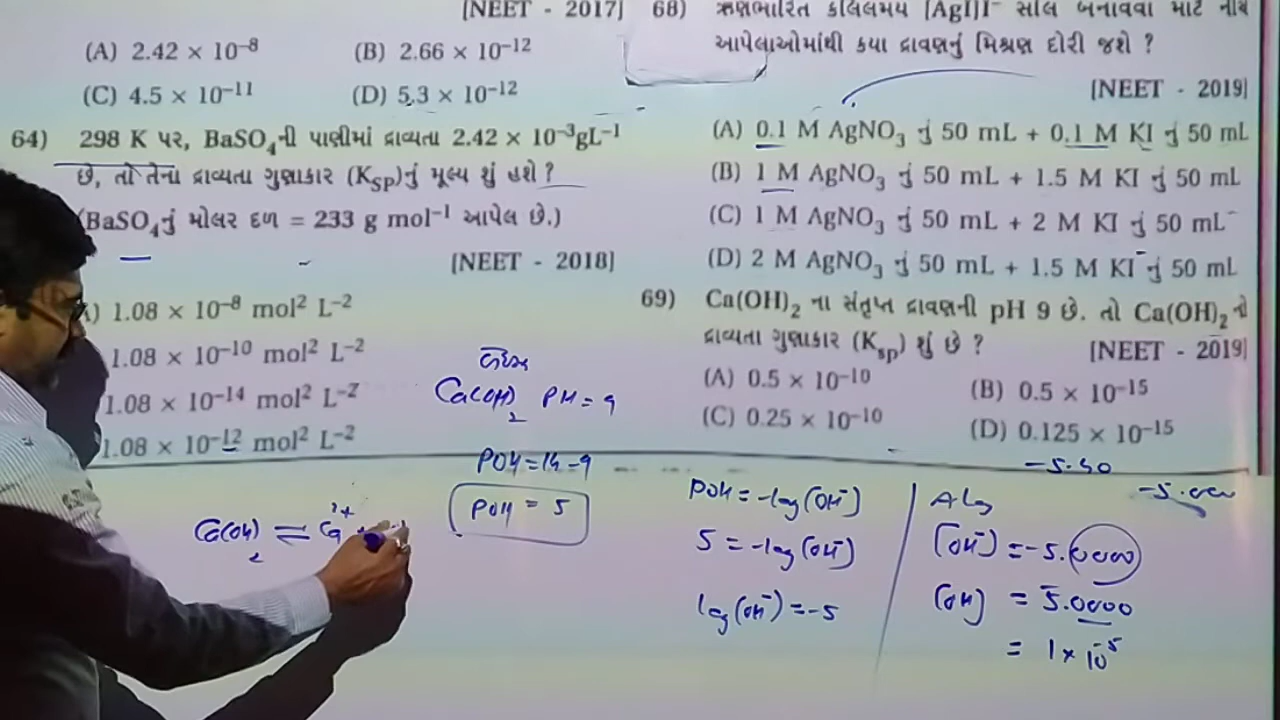 [NEET - 2017]
(A) 2.42 × 10⁻⁸ (B) 2.66 × 10⁻¹²
(C) 4.5 × 10⁻¹¹ (D) 5.3 × 10⁻¹²
64) 298 K પર, BaSO₄ની પાણીમાં દ્રાવ્યતા 2.42 × 10⁻³gL⁻¹
છે, તો તેના દ્રાવ્યતા ગુણાકાર (K_SP)નું મૂલ્ય શું હશે ?
(BaSO₄નું મોલર દળ = 233 g mol⁻¹ આપેલ છે.)
[NEET - 2018]
) 1.08 × 10⁻⁸ mol² L⁻²
1.08 × 10⁻¹⁰ mol² L⁻²
1.08 × 10⁻¹⁴ mol² L⁻²
1.08 × 10⁻¹² mol² L⁻²
68) ઋણભારિત કલિલમય [AgI]I⁻ સોલ બનાવવા માટે નીચે
આપેલાઓમાંથી કયા દ્રાવણનું મિશ્રણ દોરી જશે ?
[NEET - 2019]
(A) 0.1 M AgNO₃ નું 50 mL + 0.1 M KI નું 50 mL
(B) 1 M AgNO₃ નું 50 mL + 1.5 M KI નું 50 mL
(C) 1 M AgNO₃ નું 50 mL + 2 M KI નું 50 mL
(D) 2 M AgNO₃ નું 50 mL + 1.5 M KI નું 50 mL
69) Ca(OH)₂ ના સંતૃપ્ત દ્રાવણની pH 9 છે. તો Ca(OH)₂ નો
દ્રાવ્યતા ગુણાકાર (K_sp) શું છે ?
[NEET - 2019]
(A) 0.5 × 10⁻¹⁰ (B) 0.5 × 10⁻¹⁵
(C) 0.25 × 10⁻¹⁰ (D) 0.125 × 10⁻¹⁵
Ca(OH)₂ PH = 9
POH = 14 - 9
POH = 5
Ca(OH)₂ ⇌ Ca²⁺ +
POH = -log(OH⁻)
5 = -log(OH⁻)
log(OH⁻) = -5
Alog
[OH⁻) = -5.0000
[OH] = 5̄.0000
= 1 × 10⁻⁵